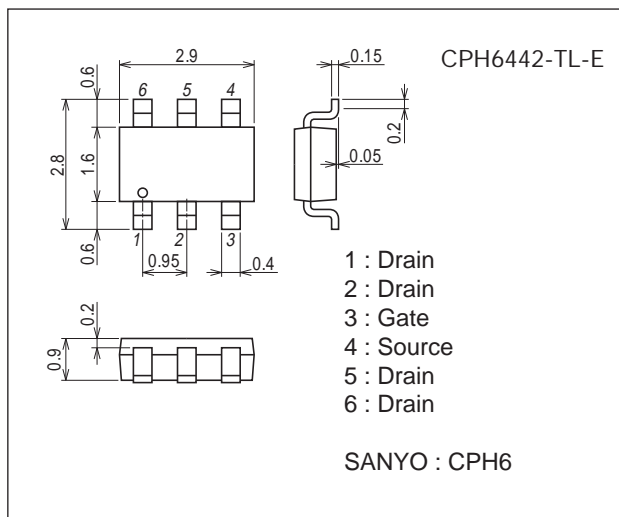 CPH6442-TL-E
2.9
0.15
0.6
6 5 4
0.2
2.8
1.6
0.05
0.6
1 2 3
0.95
0.4
1 : Drain
2 : Drain
3 : Gate
4 : Source
5 : Drain
6 : Drain
0.2
0.9
SANYO : CPH6